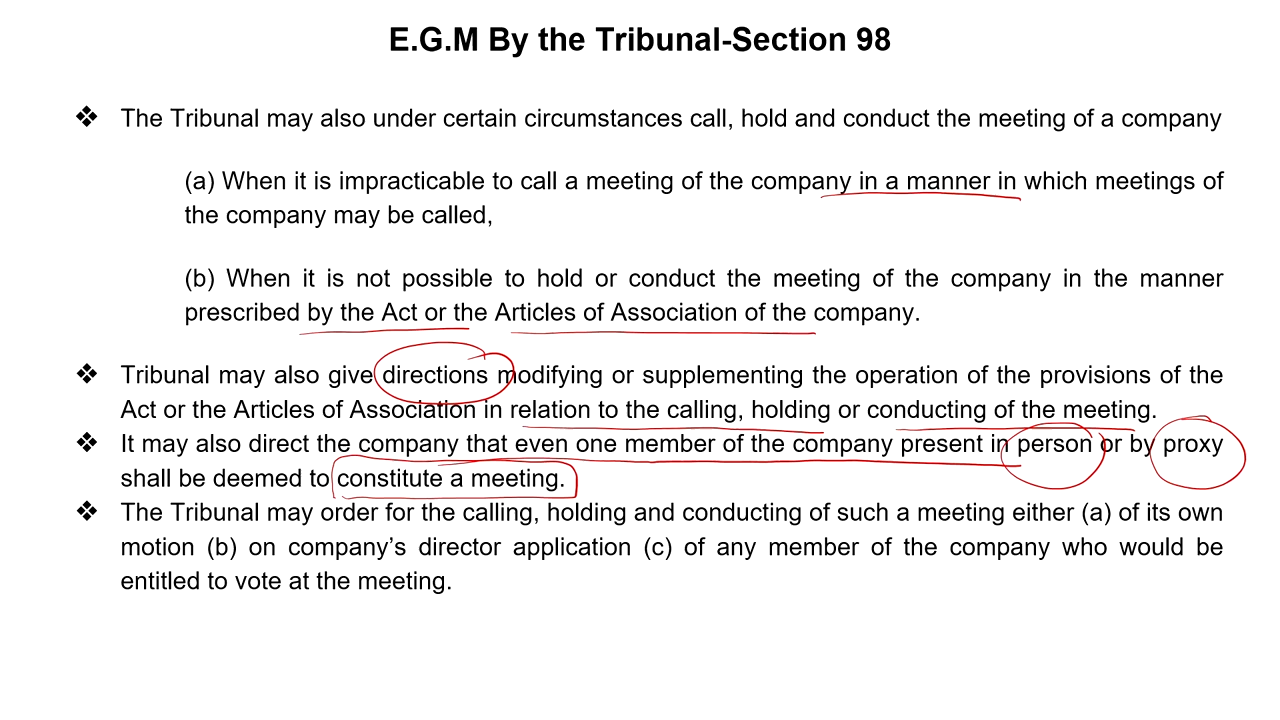 E.G.M By the Tribunal-Section 98
❖ The Tribunal may also under certain circumstances call, hold and conduct the meeting of a company
(a) When it is impracticable to call a meeting of the company in a manner in which meetings of
the company may be called,
(b) When it is not possible to hold or conduct the meeting of the company in the manner
prescribed by the Act or the Articles of Association of the company.
❖ Tribunal may also give directions modifying or supplementing the operation of the provisions of the
Act or the Articles of Association in relation to the calling, holding or conducting of the meeting.
❖ It may also direct the company that even one member of the company present in person or by proxy
shall be deemed to constitute a meeting.
❖ The Tribunal may order for the calling, holding and conducting of such a meeting either (a) of its own
motion (b) on company’s director application (c) of any member of the company who would be
entitled to vote at the meeting.